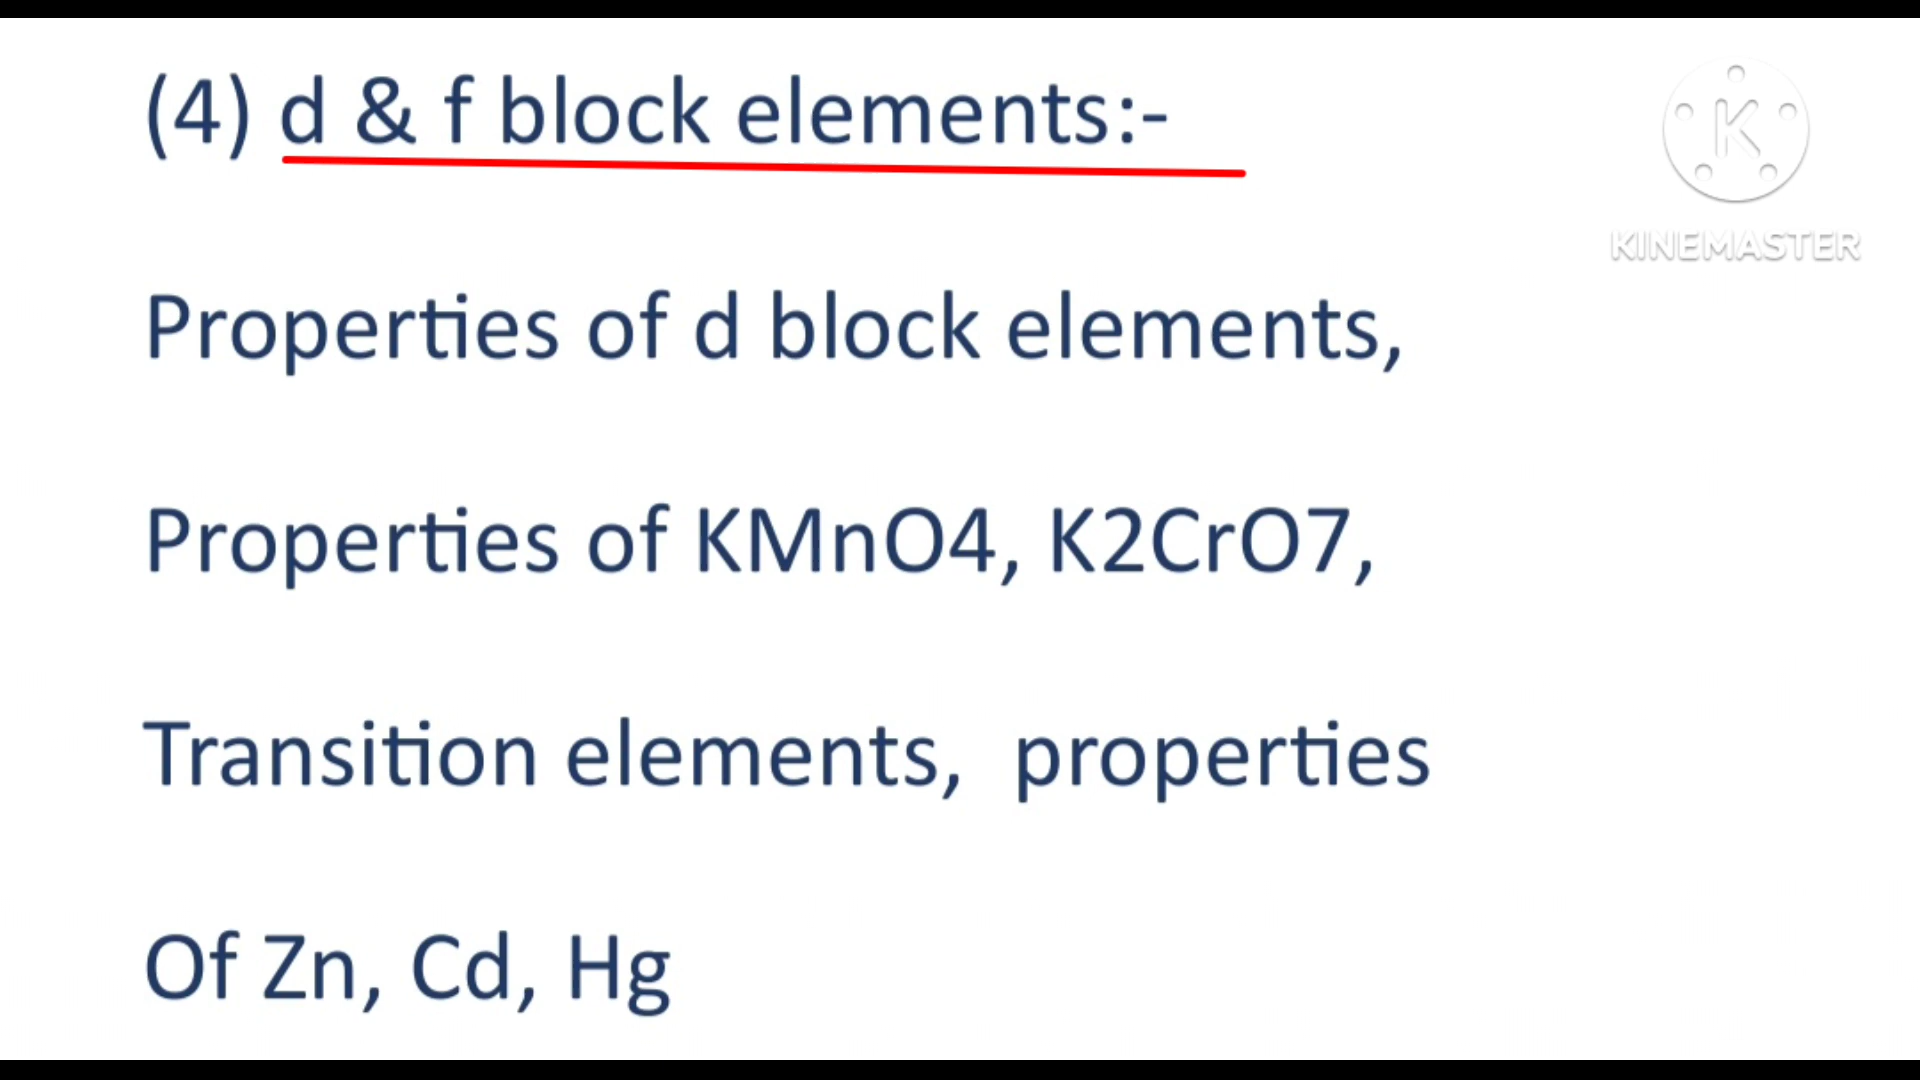 (4) d & f block elements:-
K
KINEMASTER
Properties of d block elements,
Properties of KMnO4, K2CrO7,
Transition elements, properties
Of Zn, Cd, Hg